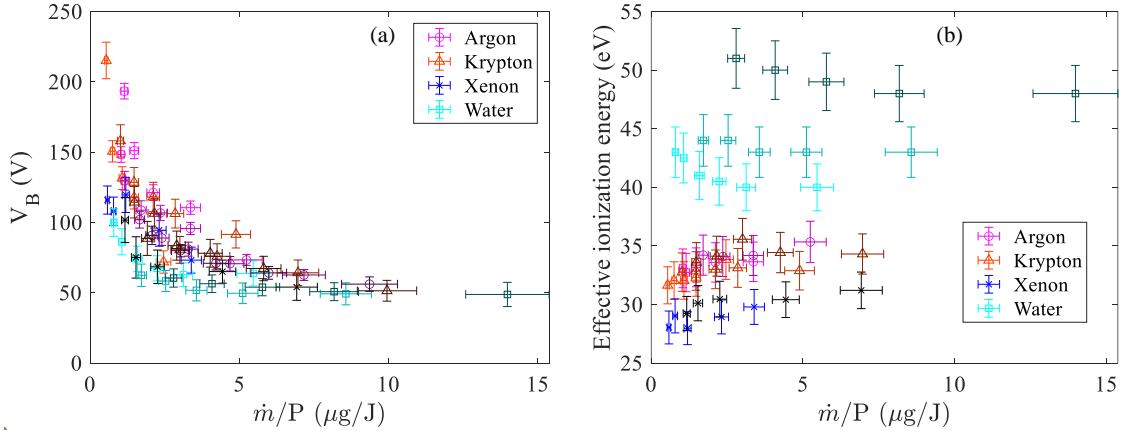 (a)
Argon
Krypton
Xenon
Water
V_B (V)
250
200
150
100
50
0
0 5 10 15
ṁ/P (μg/J)
(b)
Argon
Krypton
Xenon
Water
Effective ionization energy (eV)
55
50
45
40
35
30
25
0 5 10 15
ṁ/P (μg/J)